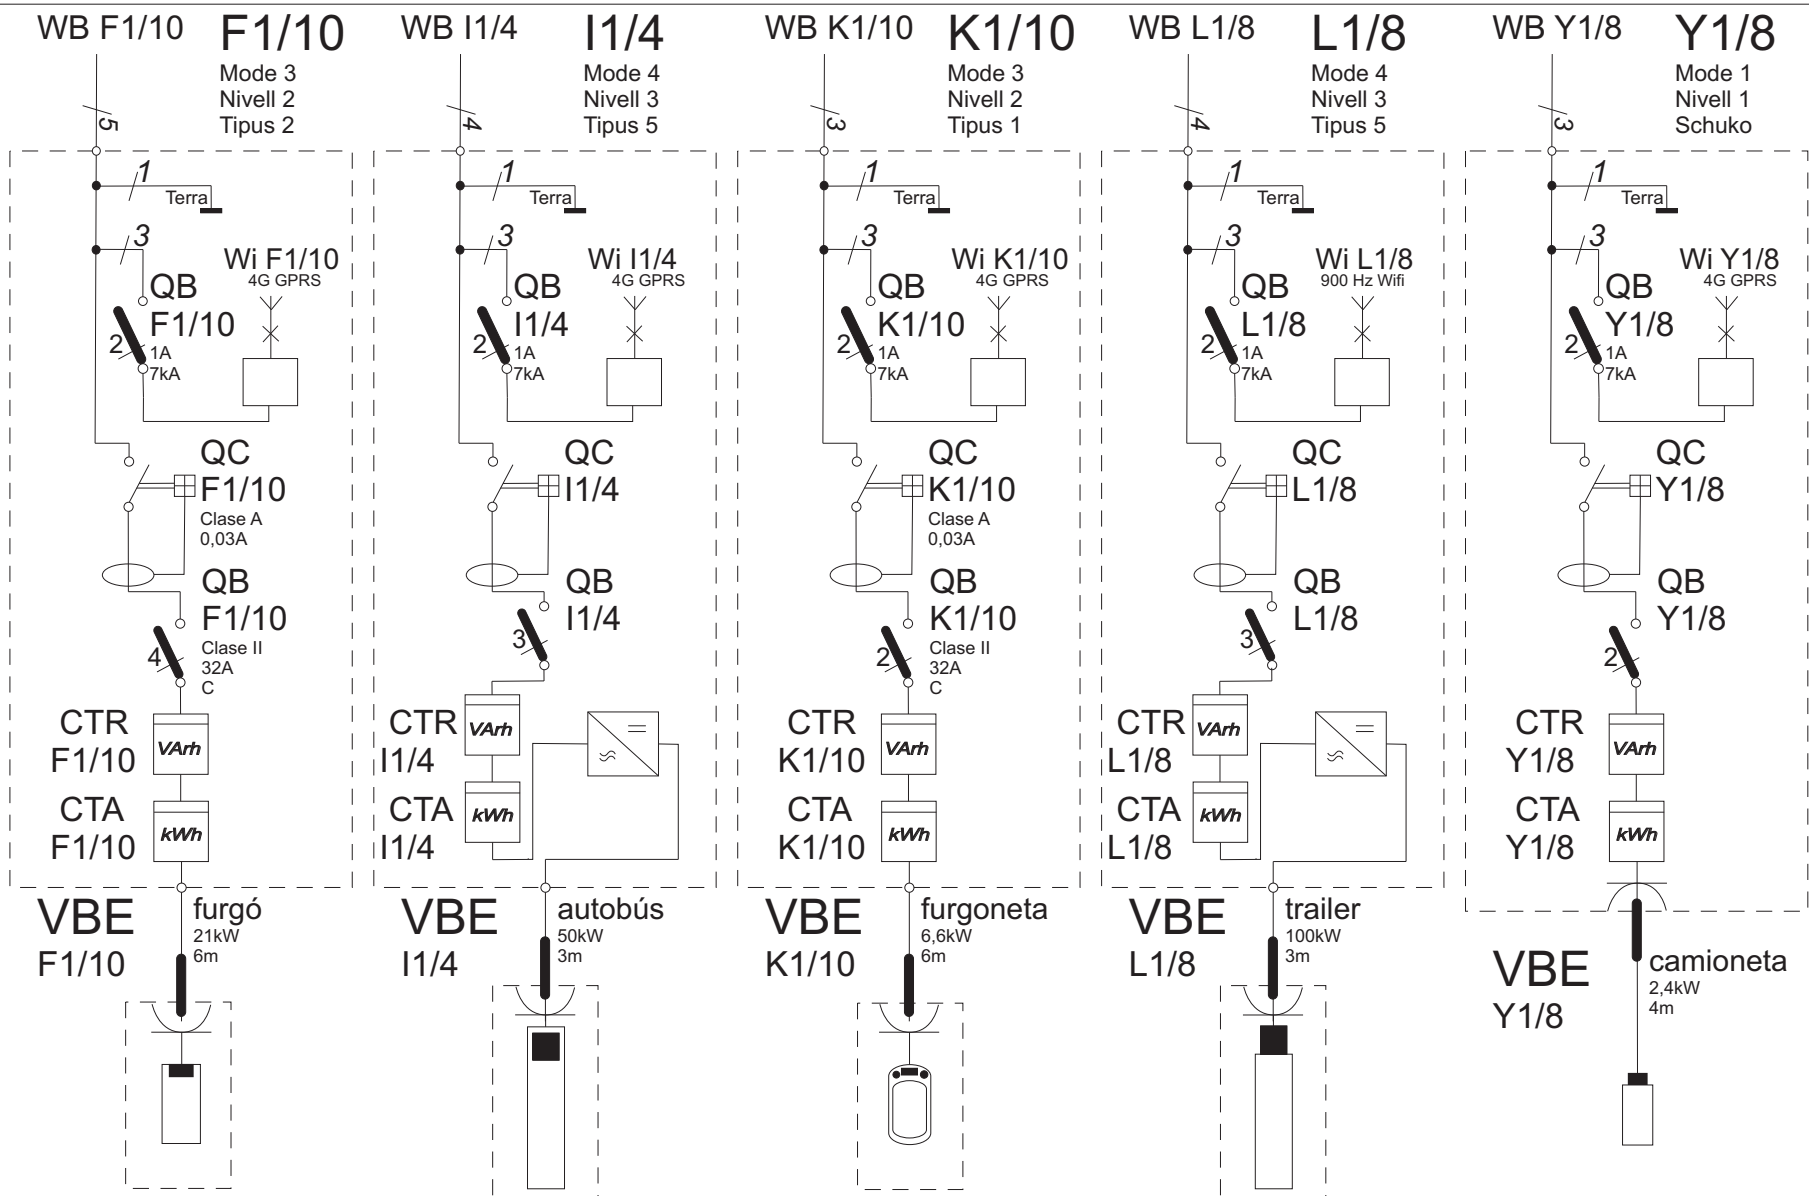 WB F1/10
F1/10
Mode 3
Nivell 2
Tipus 2
5
1
Terra
3
Wi F1/10
4G GPRS
QB
F1/10
2
1A
7kA
QC
F1/10
Clase A
0,03A
QB
F1/10
Clase II
32A
C
4
CTR
F1/10
VArh
CTA
F1/10
kWh
VBE
F1/10
furgó
21kW
6m
WB I1/4
I1/4
Mode 4
Nivell 3
Tipus 5
4
1
Terra
3
Wi I1/4
4G GPRS
QB
I1/4
2
1A
7kA
QC
I1/4
QB
I1/4
3
CTR
I1/4
VArh
CTA
I1/4
kWh
VBE
I1/4
autobús
50kW
3m
WB K1/10
K1/10
Mode 3
Nivell 2
Tipus 1
3
1
Terra
3
Wi K1/10
4G GPRS
QB
K1/10
2
1A
7kA
QC
K1/10
Clase A
0,03A
QB
K1/10
Clase II
32A
C
2
CTR
K1/10
VArh
CTA
K1/10
kWh
VBE
K1/10
furgoneta
6,6kW
6m
WB L1/8
L1/8
Mode 4
Nivell 3
Tipus 5
4
1
Terra
3
Wi L1/8
900 Hz Wifi
QB
L1/8
2
1A
7kA
QC
L1/8
QB
L1/8
3
CTR
L1/8
VArh
CTA
L1/8
kWh
VBE
L1/8
trailer
100kW
3m
WB Y1/8
Y1/8
Mode 1
Nivell 1
Schuko
3
1
Terra
3
Wi Y1/8
4G GPRS
QB
Y1/8
2
1A
7kA
QC
Y1/8
QB
Y1/8
2
CTR
Y1/8
VArh
CTA
Y1/8
kWh
VBE
Y1/8
camioneta
2,4kW
4m